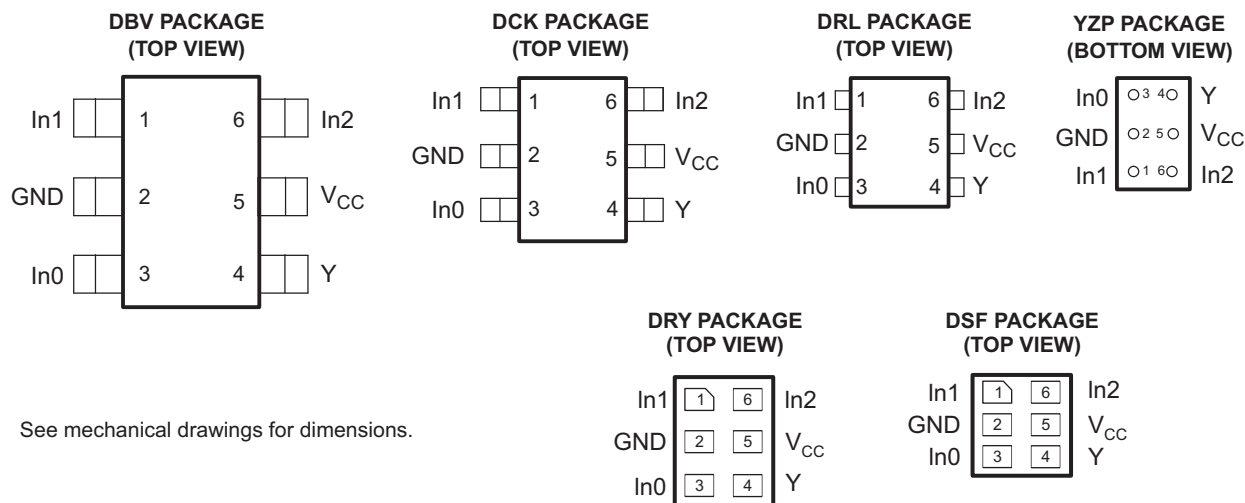 DBV PACKAGE
(TOP VIEW)
In1 1 6 In2
GND 2 5 VCC
In0 3 4 Y
DCK PACKAGE
(TOP VIEW)
In1 1 6 In2
GND 2 5 VCC
In0 3 4 Y
DRL PACKAGE
(TOP VIEW)
In1 1 6 In2
GND 2 5 VCC
In0 3 4 Y
YZP PACKAGE
(BOTTOM VIEW)
In0 3 4 Y
GND 2 5 VCC
In1 1 6 In2
DRY PACKAGE
(TOP VIEW)
In1 1 6 In2
GND 2 5 VCC
In0 3 4 Y
DSF PACKAGE
(TOP VIEW)
In1 1 6 In2
GND 2 5 VCC
In0 3 4 Y
See mechanical drawings for dimensions.